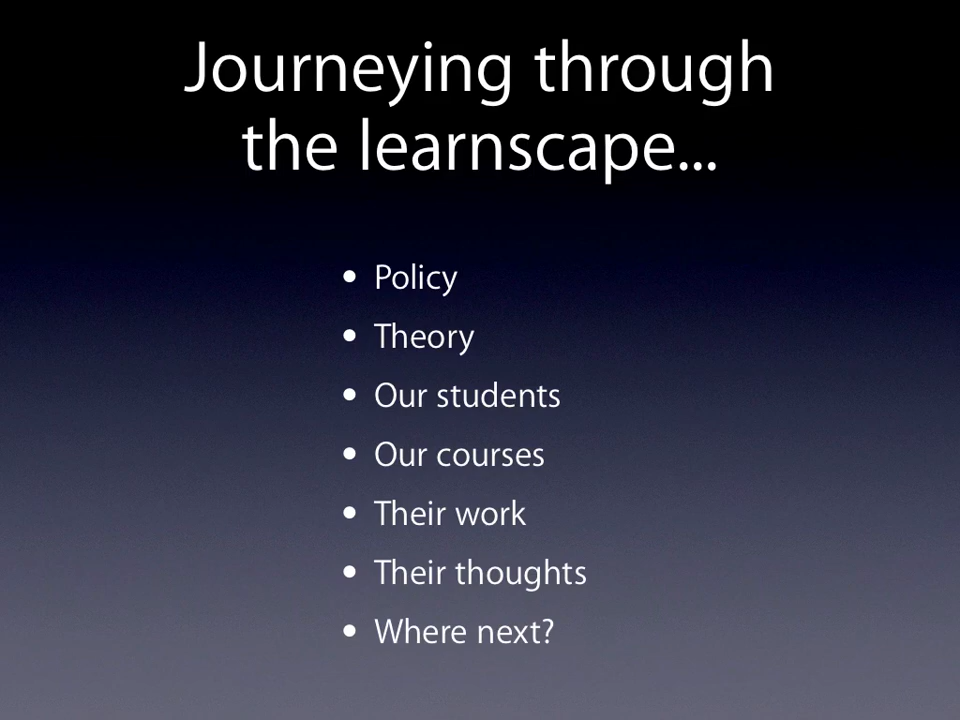 Journeying through
the learnscape...
• Policy
• Theory
• Our students
• Our courses
• Their work
• Their thoughts
• Where next?